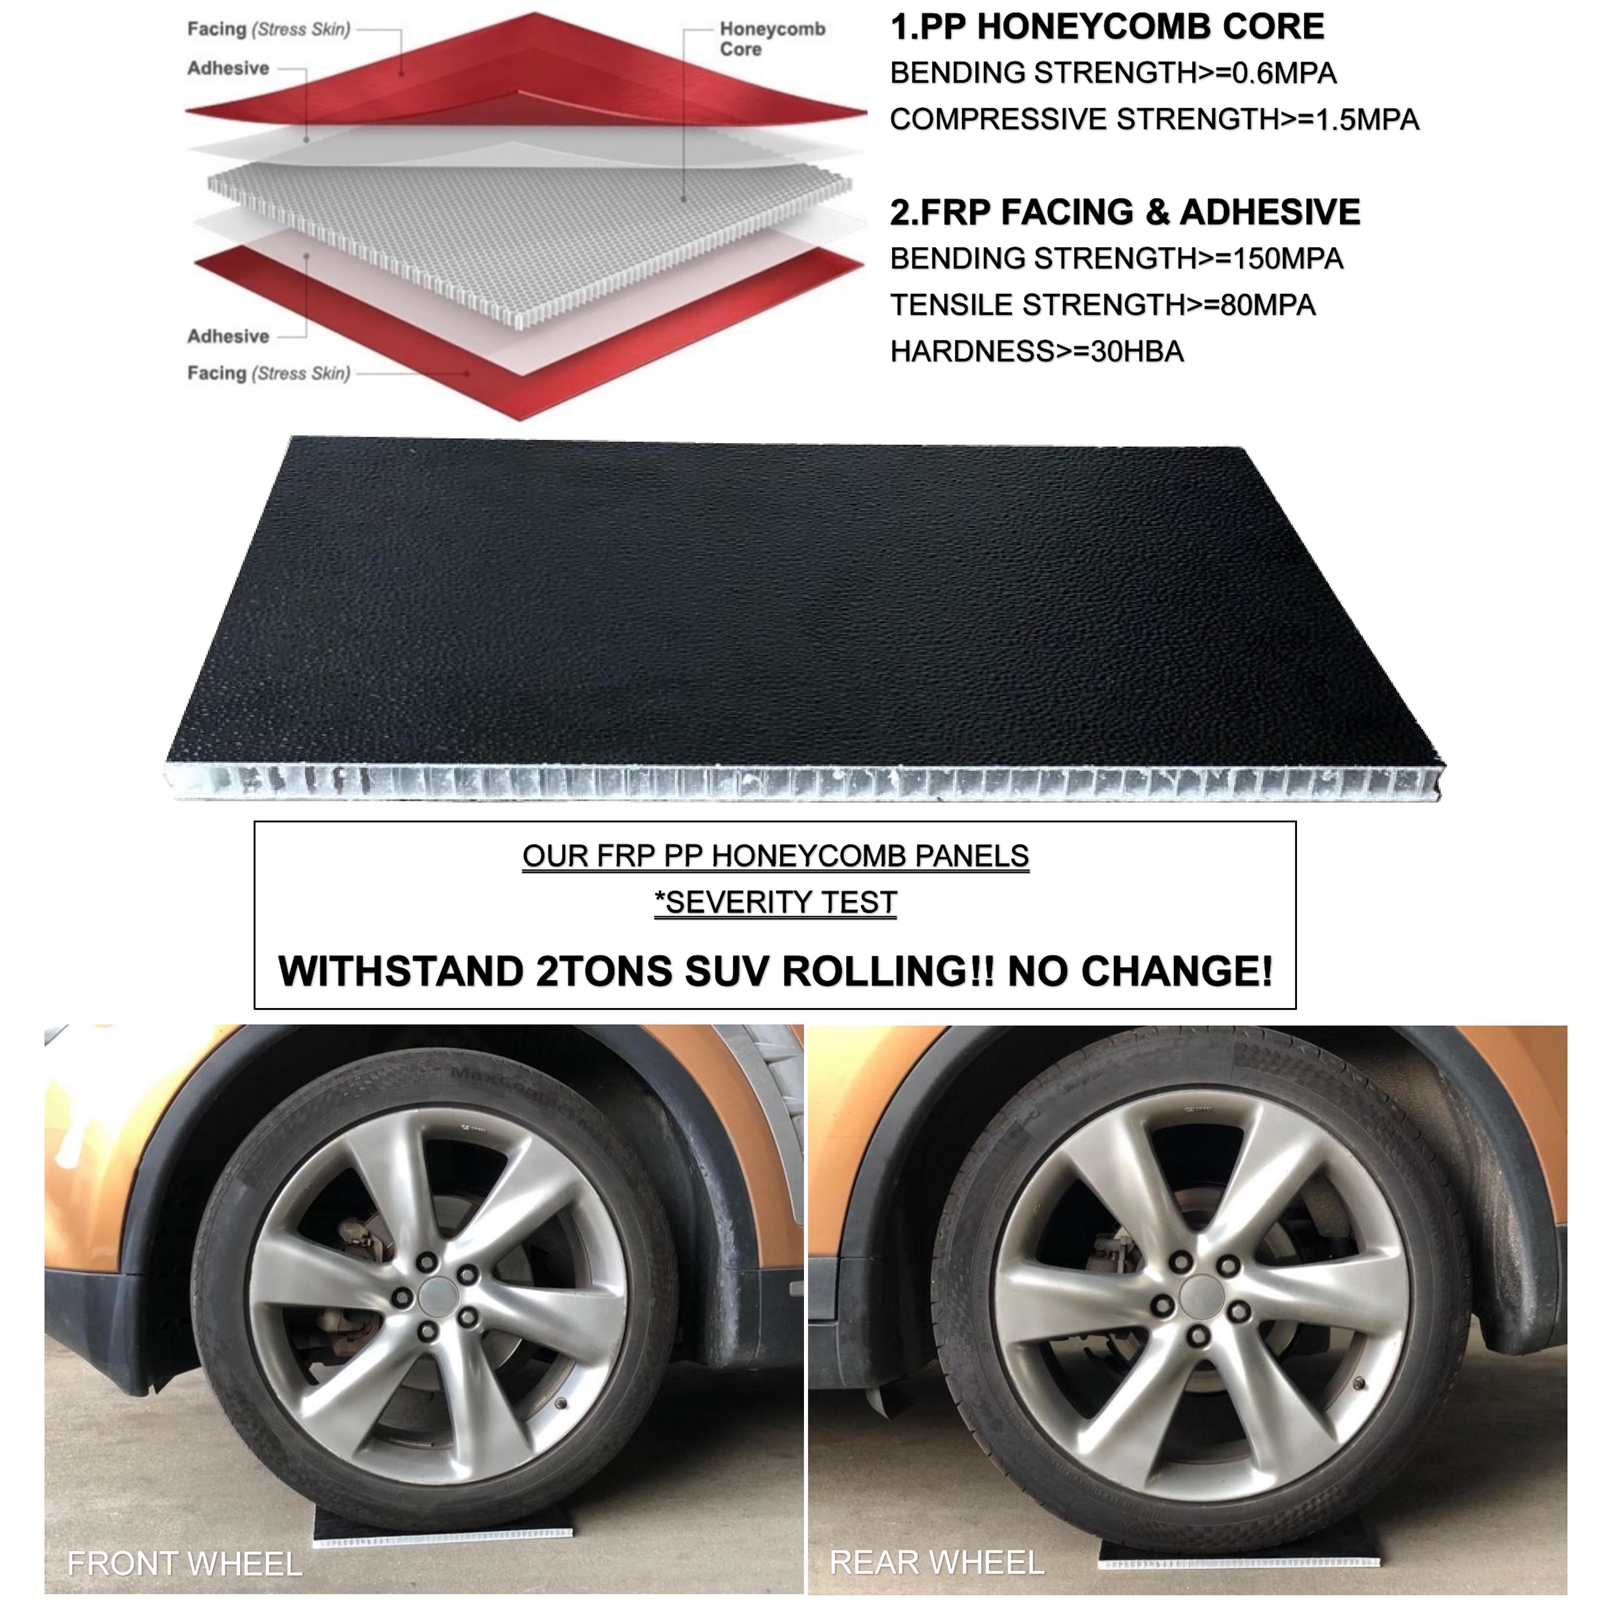 Facing (Stress Skin)
Adhesive
Honeycomb
Core
Adhesive
Facing (Stress Skin)
1.PP HONEYCOMB CORE
BENDING STRENGTH>=0.6MPA
COMPRESSIVE STRENGTH>=1.5MPA
2.FRP FACING & ADHESIVE
BENDING STRENGTH>=150MPA
TENSILE STRENGTH>=80MPA
HARDNESS>=30HBA
OUR FRP PP HONEYCOMB PANELS
*SEVERITY TEST
WITHSTAND 2TONS SUV ROLLING!! NO CHANGE!
FRONT WHEEL
REAR WHEEL